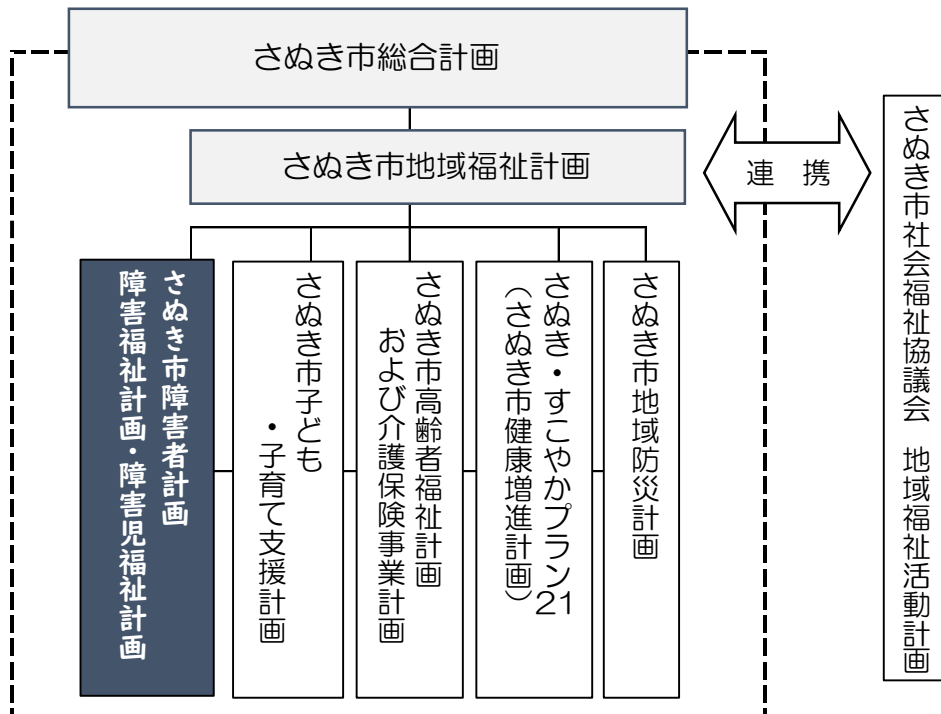 さぬき市総合計画
さぬき市地域福祉計画
連 携
さぬき市社会福祉協議会 地域福祉活動計画
さぬき市障害者計画
障害福祉計画・障害児福祉計画
さぬき市子ども
・子育て支援計画
さぬき市高齢者福祉計画
および介護保険事業計画
さぬき・すこやかプラン21
（さぬき市健康増進計画）
さぬき市地域防災計画